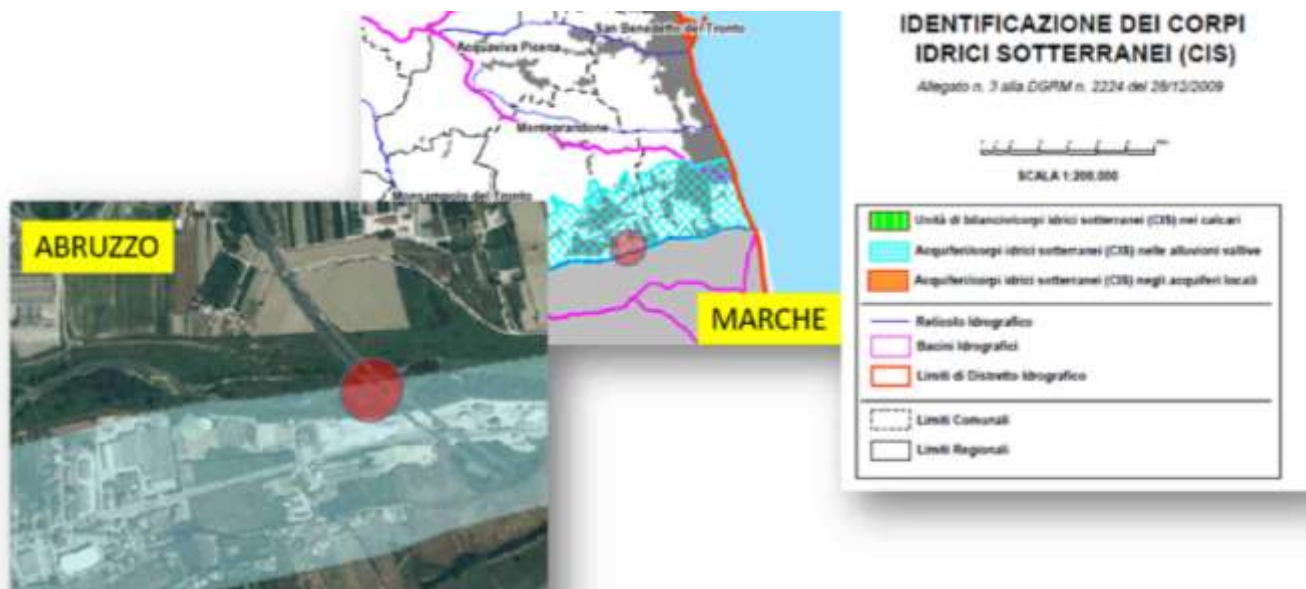 San Benedetto del Tronto
Acquaviva Picena
Monteprandone
Monsampolo del Tronto
ABRUZZO
MARCHE
IDENTIFICAZIONE DEI CORPI
IDRICI SOTTERRANEI (CIS)
Allegato n. 3 alla DGRM n. 2224 del 28/12/2009
SCALA 1:200.000
Unità di bilancio/corpi idrici sotterranei (CIS) nei calcari
Acquiferi/corpi idrici sotterranei (CIS) nelle alluvioni vallive
Acquiferi/corpi idrici sotterranei (CIS) negli acquiferi locali
Reticolo Idrografico
Bacini Idrografici
Limiti di Distretto Idrografico
Limiti Comunali
Limiti Regionali